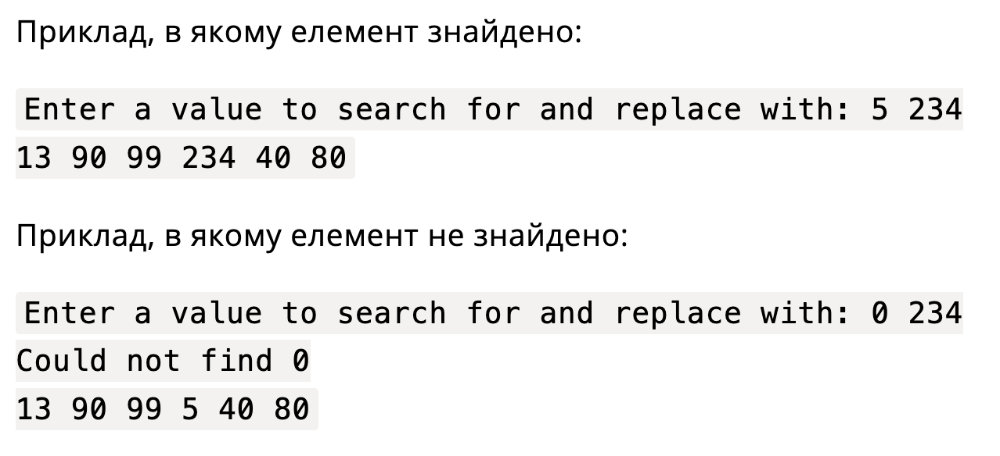 Приклад, в якому елемент знайдено:
Enter a value to search for and replace with: 5 234
13 90 99 234 40 80
Приклад, в якому елемент не знайдено:
Enter a value to search for and replace with: 0 234
Could not find 0
13 90 99 5 40 80